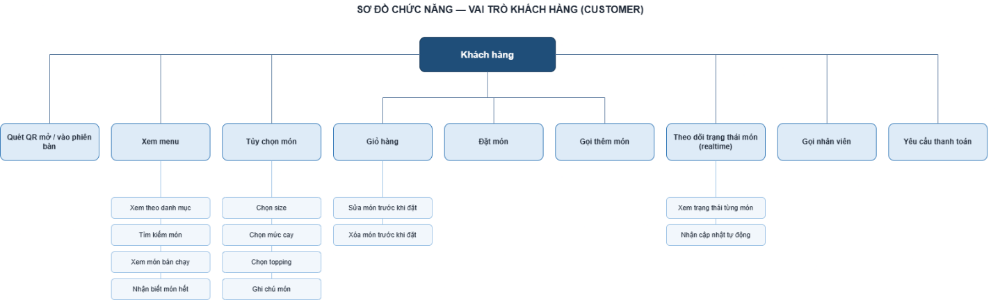 SƠ ĐỒ CHỨC NĂNG — VAI TRÒ KHÁCH HÀNG (CUSTOMER)
Khách hàng
Quét QR mở / vào phiên
bàn
Xem menu
Tùy chọn món
Giỏ hàng
Đặt món
Gọi thêm món
Theo dõi trạng thái món
(realtime)
Gọi nhân viên
Yêu cầu thanh toán
Xem theo danh mục
Tìm kiếm món
Xem món bán chạy
Nhận biết món hết
Chọn size
Chọn mức cay
Chọn topping
Ghi chú món
Sửa món trước khi đặt
Xóa món trước khi đặt
Xem trạng thái từng món
Nhận cập nhật tự động